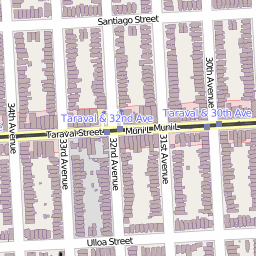 Santiago Street
34th Avenue
30th Avenue
Taraval & 32nd Ave
Taraval & 30th Ave
Taraval Street
Muni L
Muni L
33rd Avenue
32nd Avenue
31st Avenue
Ulloa Street